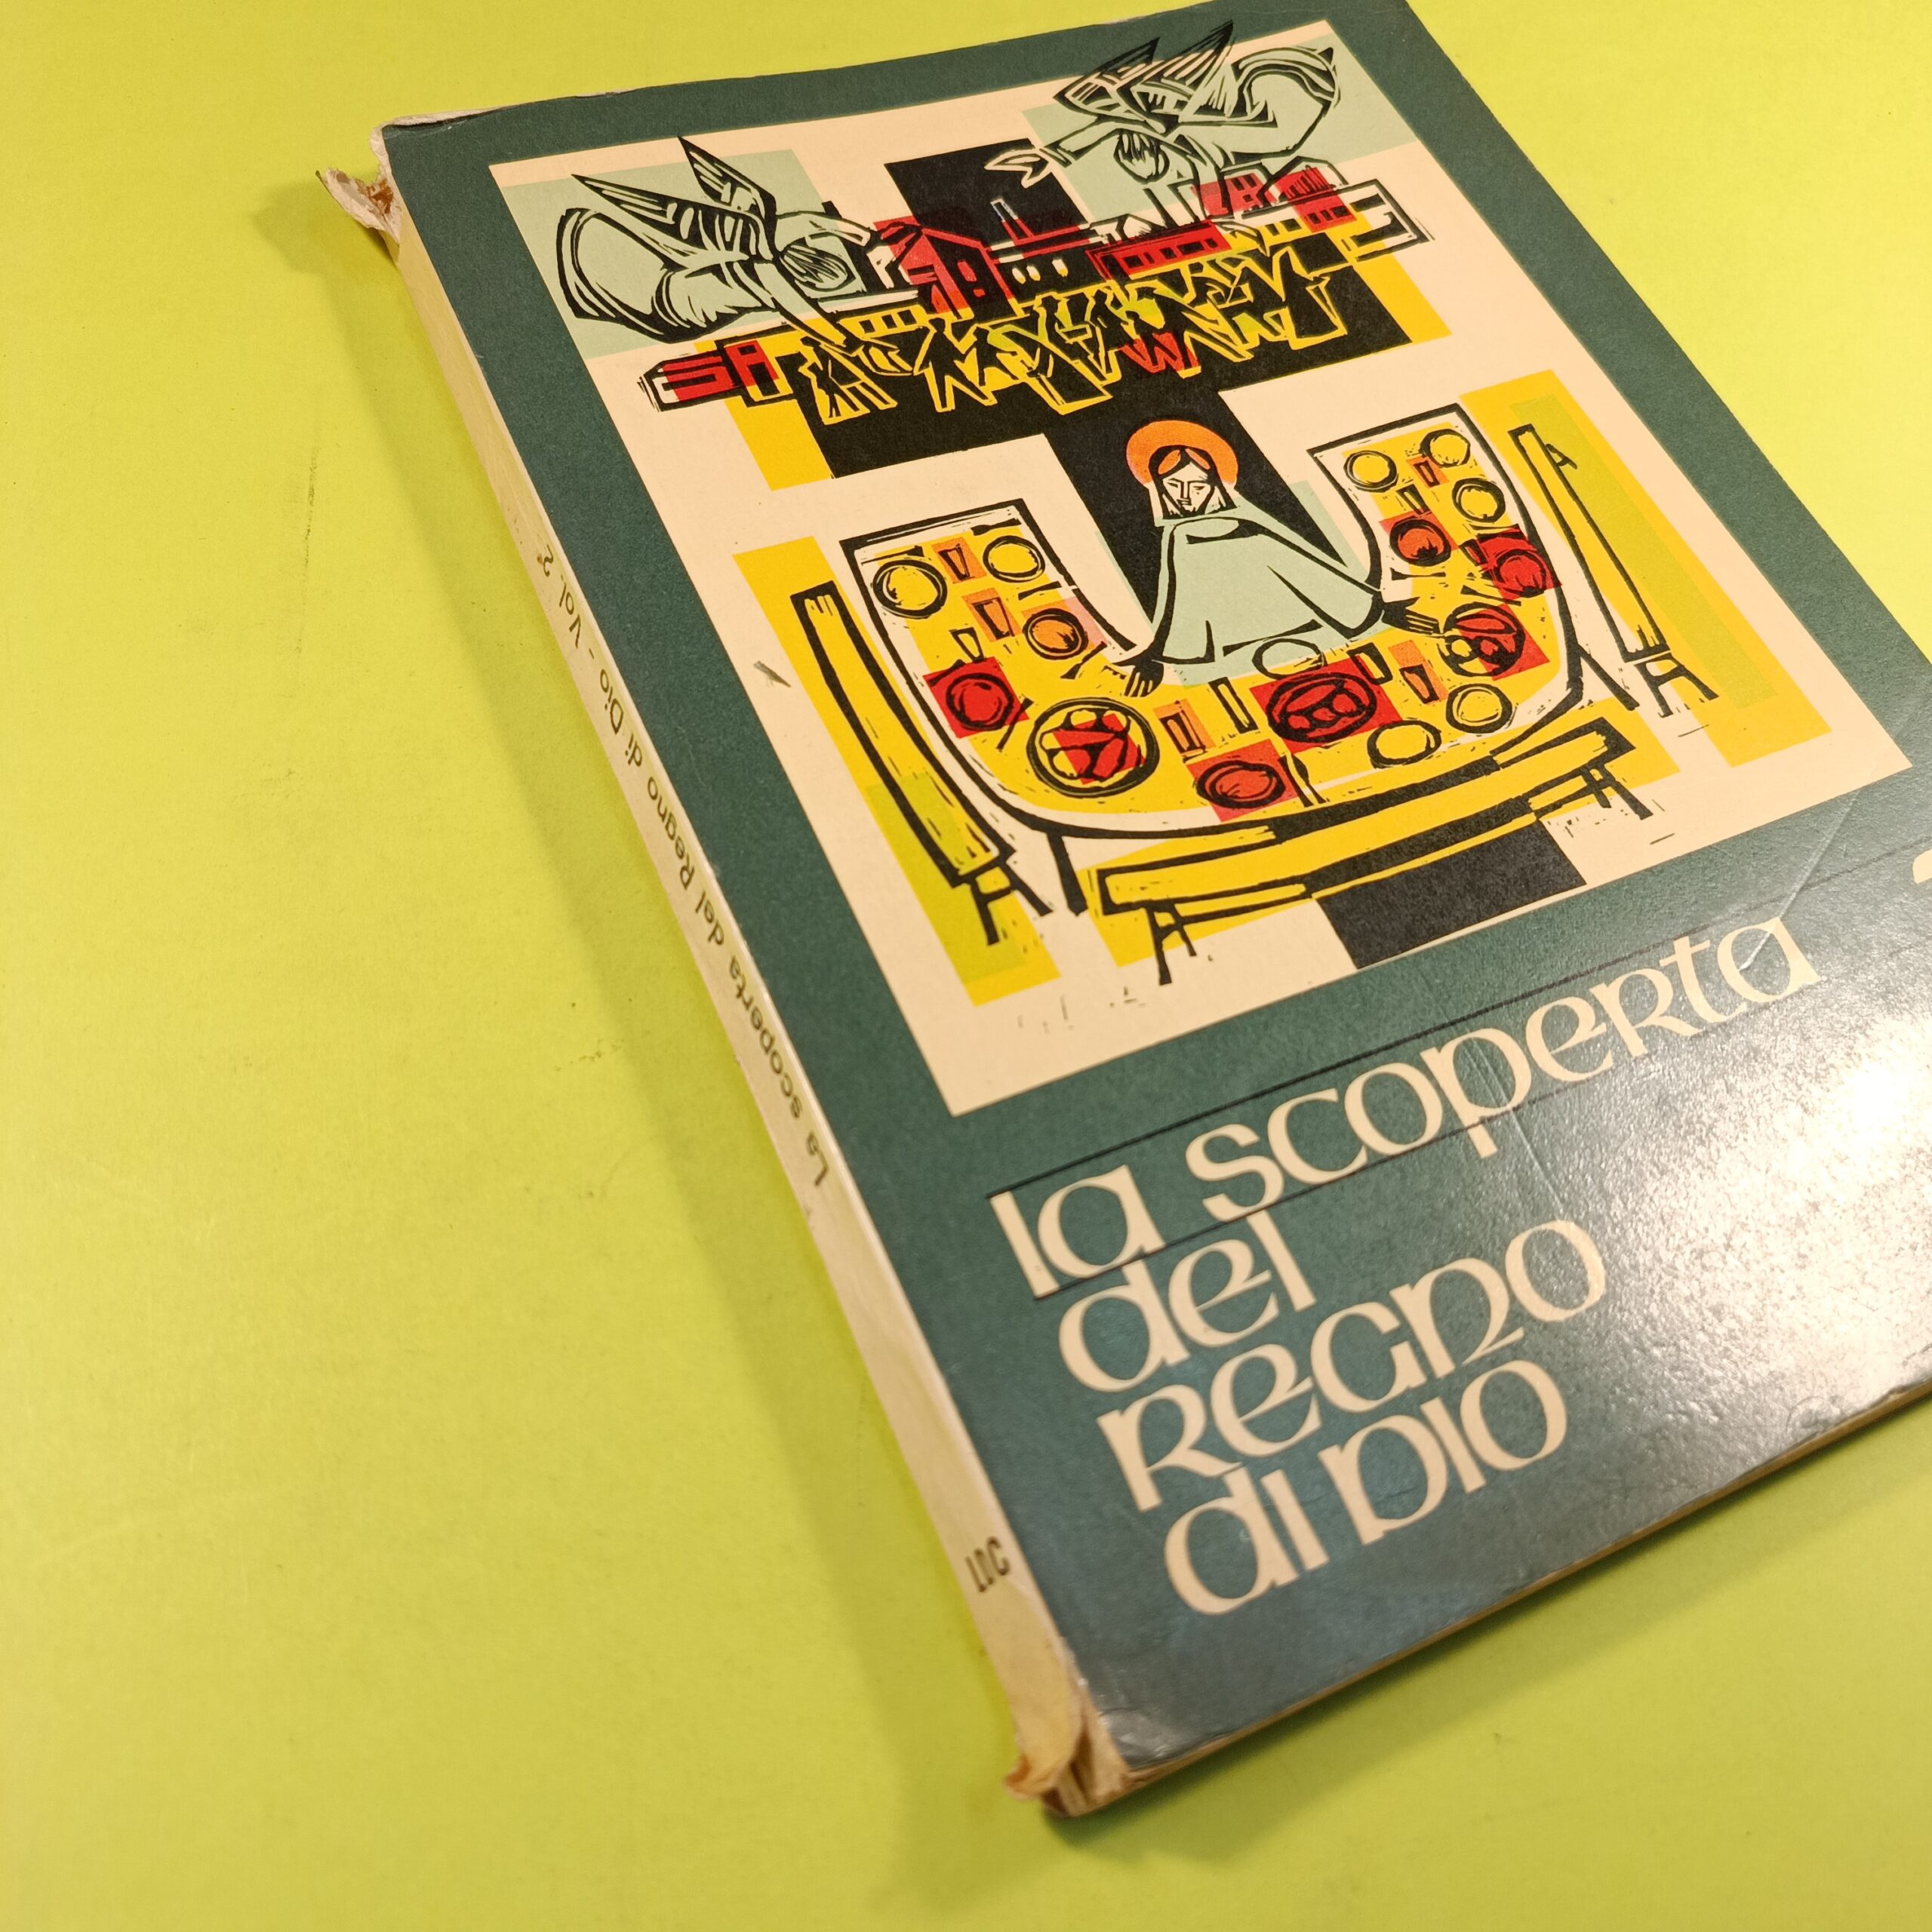 la scoperta
del
regno
di dio
La scoperta del Regno di Dio - Vol. 2°
LDC